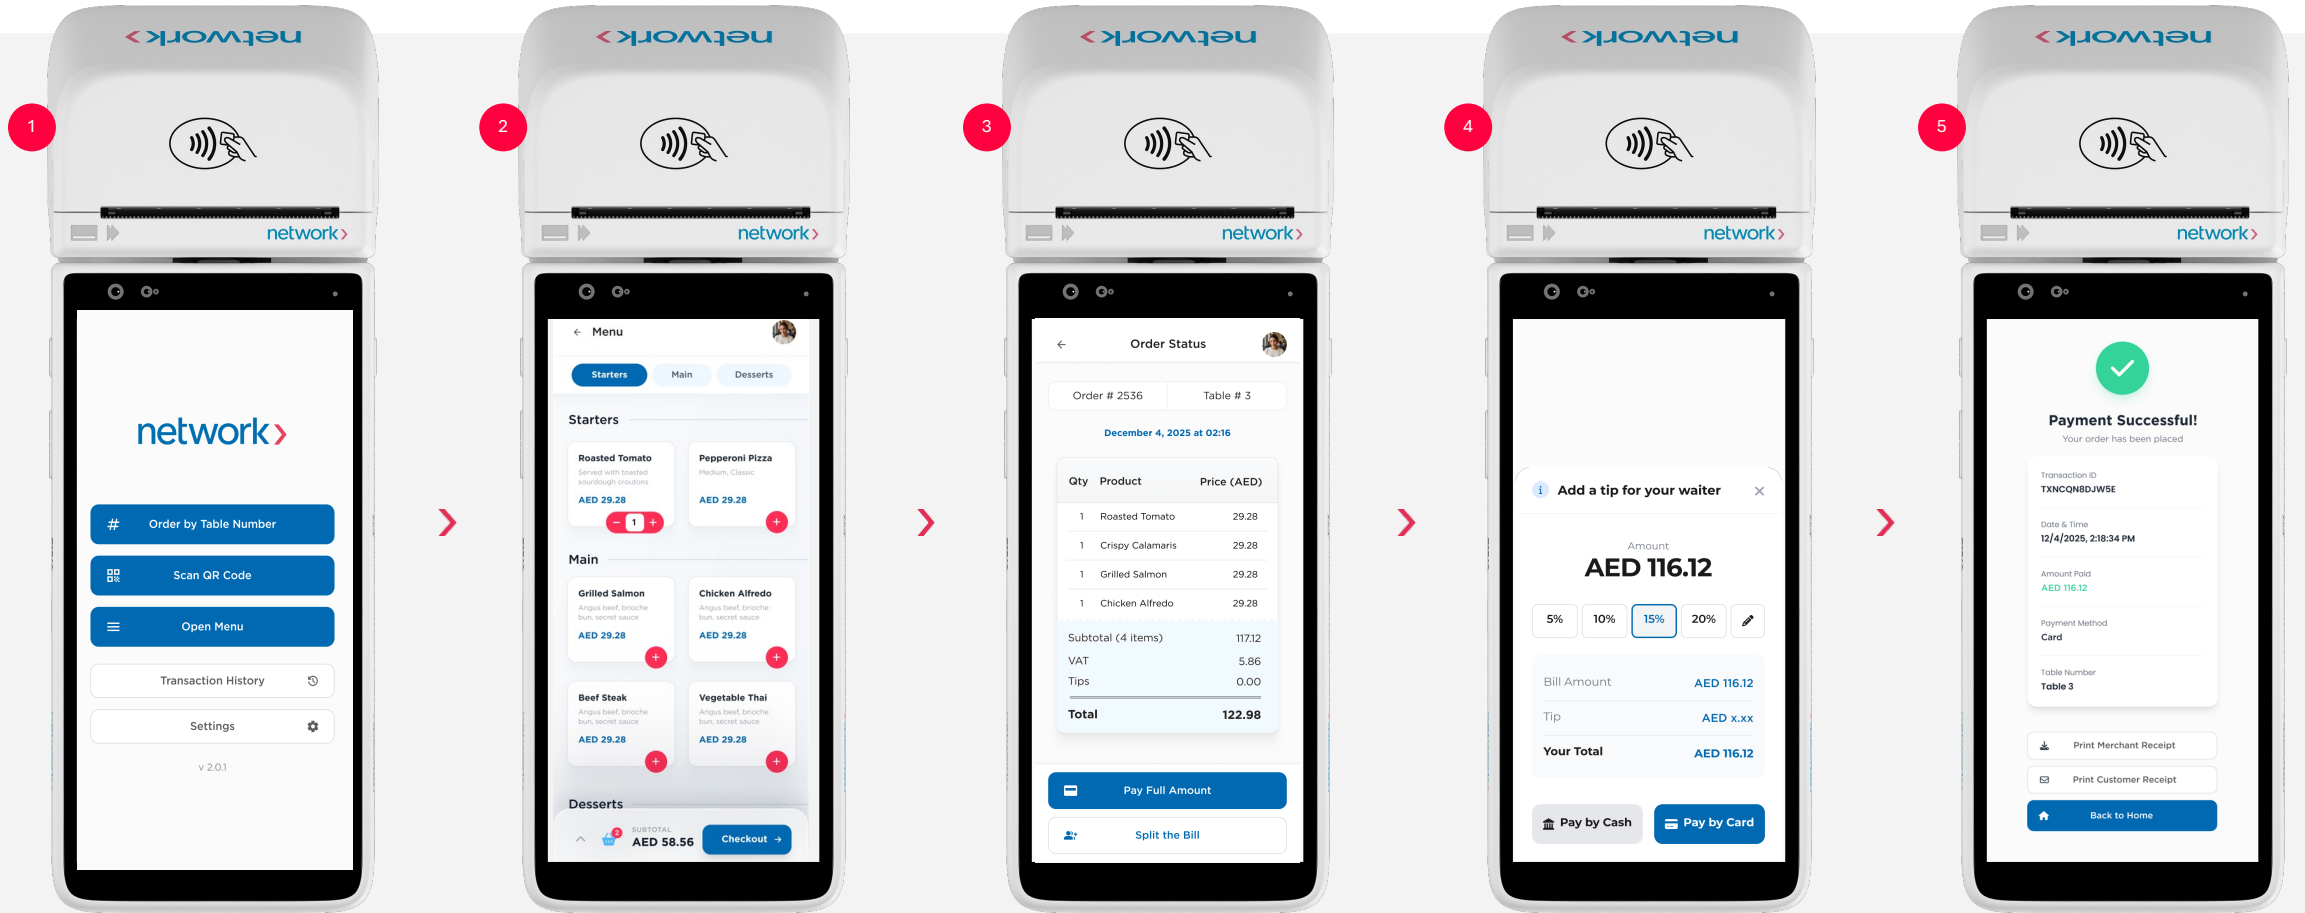 network>
1
network>
network>
# Order by Table Number
Scan QR Code
Open Menu
Transaction History
Settings
v 2.0.1
network>
2
network>
← Menu
Starters Main Desserts
Starters
Roasted Tomato
Served with toasted
sourdough croutons
AED 29.28
− 1 +
Pepperoni Pizza
Medium, Classic
AED 29.28
+
Main
Grilled Salmon
Angus beef, brioche
bun, secret sauce
AED 29.28
+
Chicken Alfredo
Angus beef, brioche
bun, secret sauce
AED 29.28
+
Beef Steak
Angus beef, brioche
bun, secret sauce
AED 29.28
+
Vegetable Thai
Angus beef, brioche
bun, secret sauce
AED 29.28
+
Desserts
2
SUBTOTAL
AED 58.56
Checkout →
network>
3
network>
← Order Status
Order # 2536 Table # 3
December 4, 2025 at 02:16
Qty Product Price (AED)
1 Roasted Tomato 29.28
1 Crispy Calamaris 29.28
1 Grilled Salmon 29.28
1 Chicken Alfredo 29.28
Subtotal (4 items) 117.12
VAT 5.86
Tips 0.00
Total 122.98
Pay Full Amount
Split the Bill
network>
4
network>
i Add a tip for your waiter ×
Amount
AED 116.12
5% 10% 15% 20%
Bill Amount AED 116.12
Tip AED x.xx
Your Total AED 116.12
Pay by Cash Pay by Card
network>
5
network>
Payment Successful!
Your order has been placed
Transaction ID
TXNCQN8DJW5E
Date & Time
12/4/2025, 2:18:34 PM
Amount Paid
AED 116.12
Payment Method
Card
Table Number
Table 3
Print Merchant Receipt
Print Customer Receipt
Back to Home